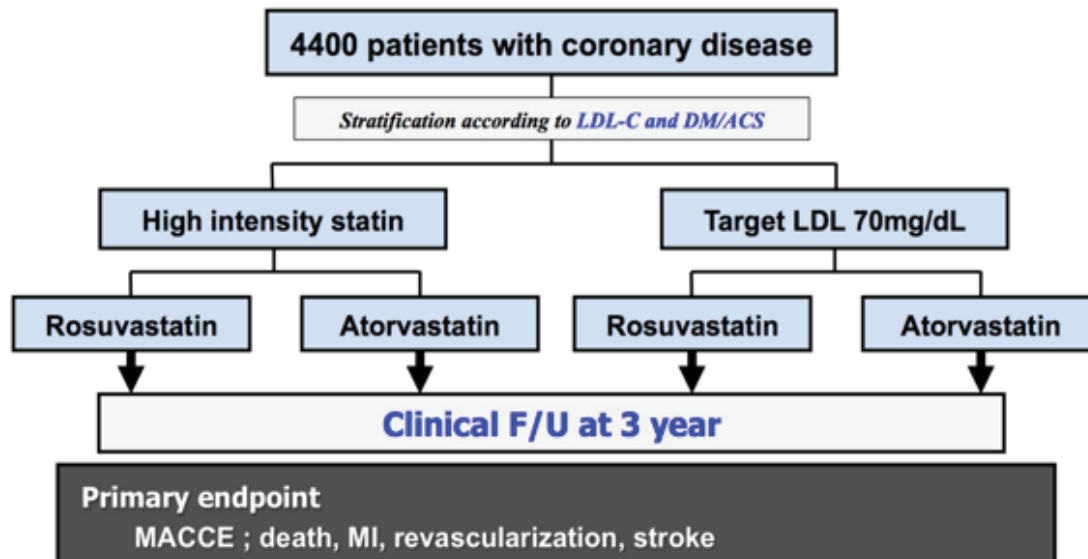 4400 patients with coronary disease
Stratification according to LDL-C and DM/ACS
High intensity statin
Target LDL 70mg/dL
Rosuvastatin
Atorvastatin
Rosuvastatin
Atorvastatin
Clinical F/U at 3 year
Primary endpoint
MACCE ; death, MI, revascularization, stroke